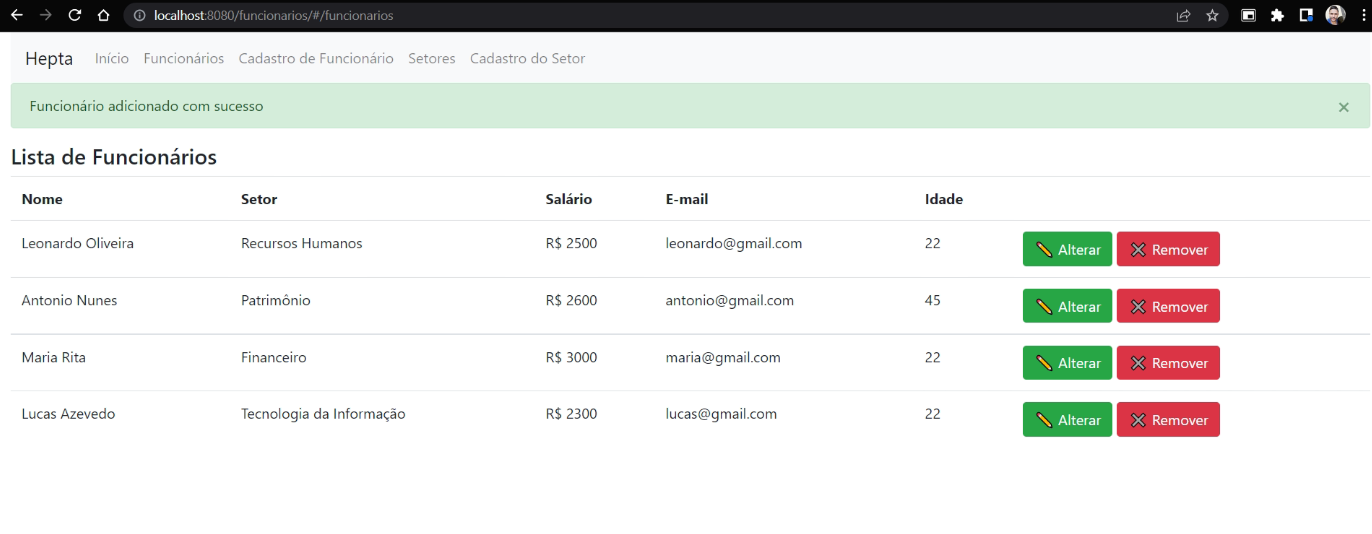 localhost:8080/funcionarios/#/funcionarios
Hepta Início Funcionários Cadastro de Funcionário Setores Cadastro do Setor
Funcionário adicionado com sucesso ×
Lista de Funcionários
Nome Setor Salário E-mail Idade
Leonardo Oliveira Recursos Humanos R$ 2500 leonardo@gmail.com 22 Alterar Remover
Antonio Nunes Patrimônio R$ 2600 antonio@gmail.com 45 Alterar Remover
Maria Rita Financeiro R$ 3000 maria@gmail.com 22 Alterar Remover
Lucas Azevedo Tecnologia da Informação R$ 2300 lucas@gmail.com 22 Alterar Remover